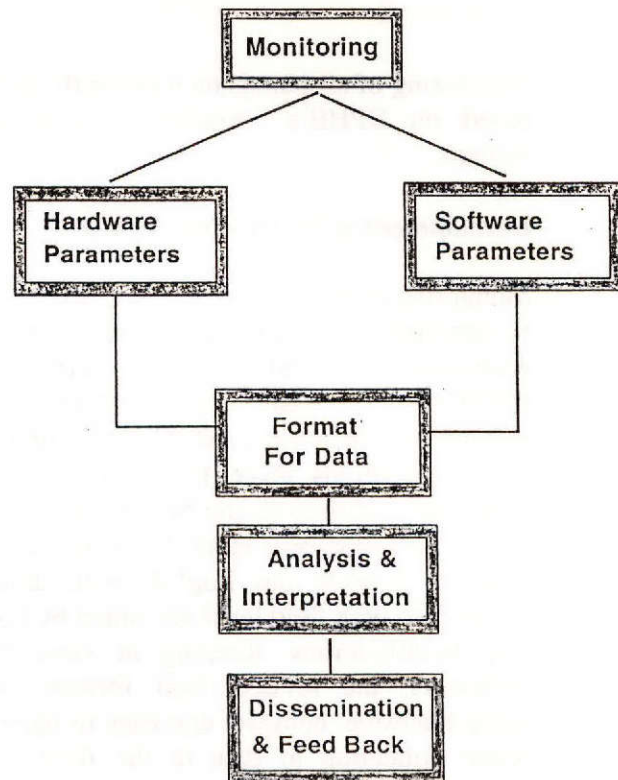 Monitoring
Hardware
Parameters
Software
Parameters
Format
For Data
Analysis &
Interpretation
Dissemination
& Feed Back